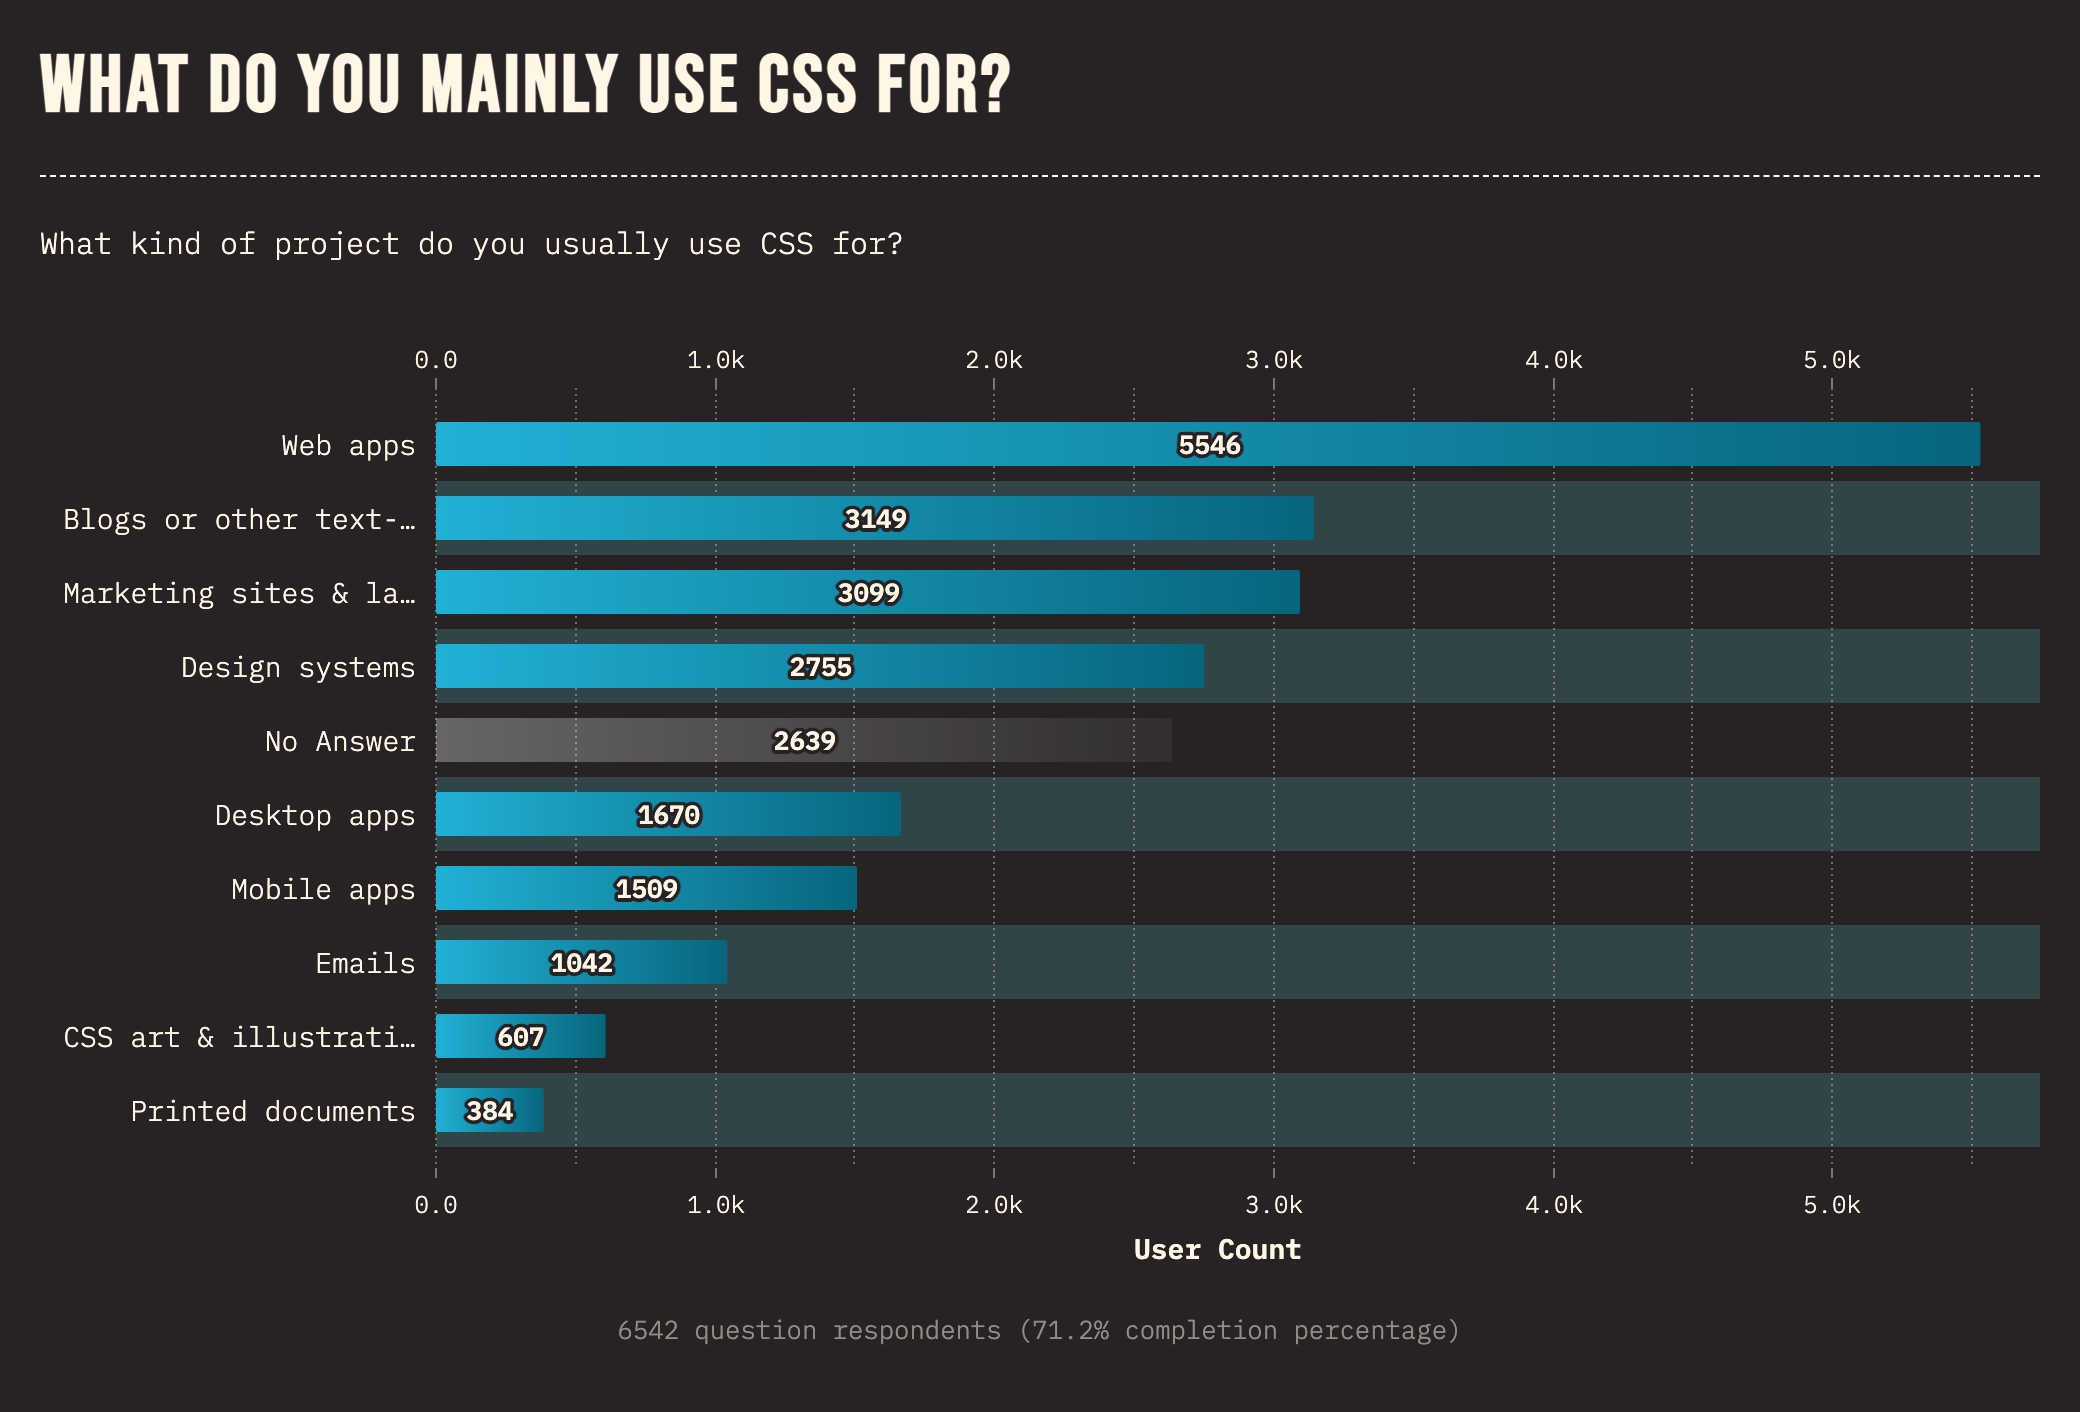 WHAT DO YOU MAINLY USE CSS FOR?
What kind of project do you usually use CSS for?
0.0 1.0k 2.0k 3.0k 4.0k 5.0k
Web apps 5546
Blogs or other text-… 3149
Marketing sites & la… 3099
Design systems 2755
No Answer 2639
Desktop apps 1670
Mobile apps 1509
Emails 1042
CSS art & illustrati… 607
Printed documents 384
0.0 1.0k 2.0k 3.0k 4.0k 5.0k
User Count
6542 question respondents (71.2% completion percentage)